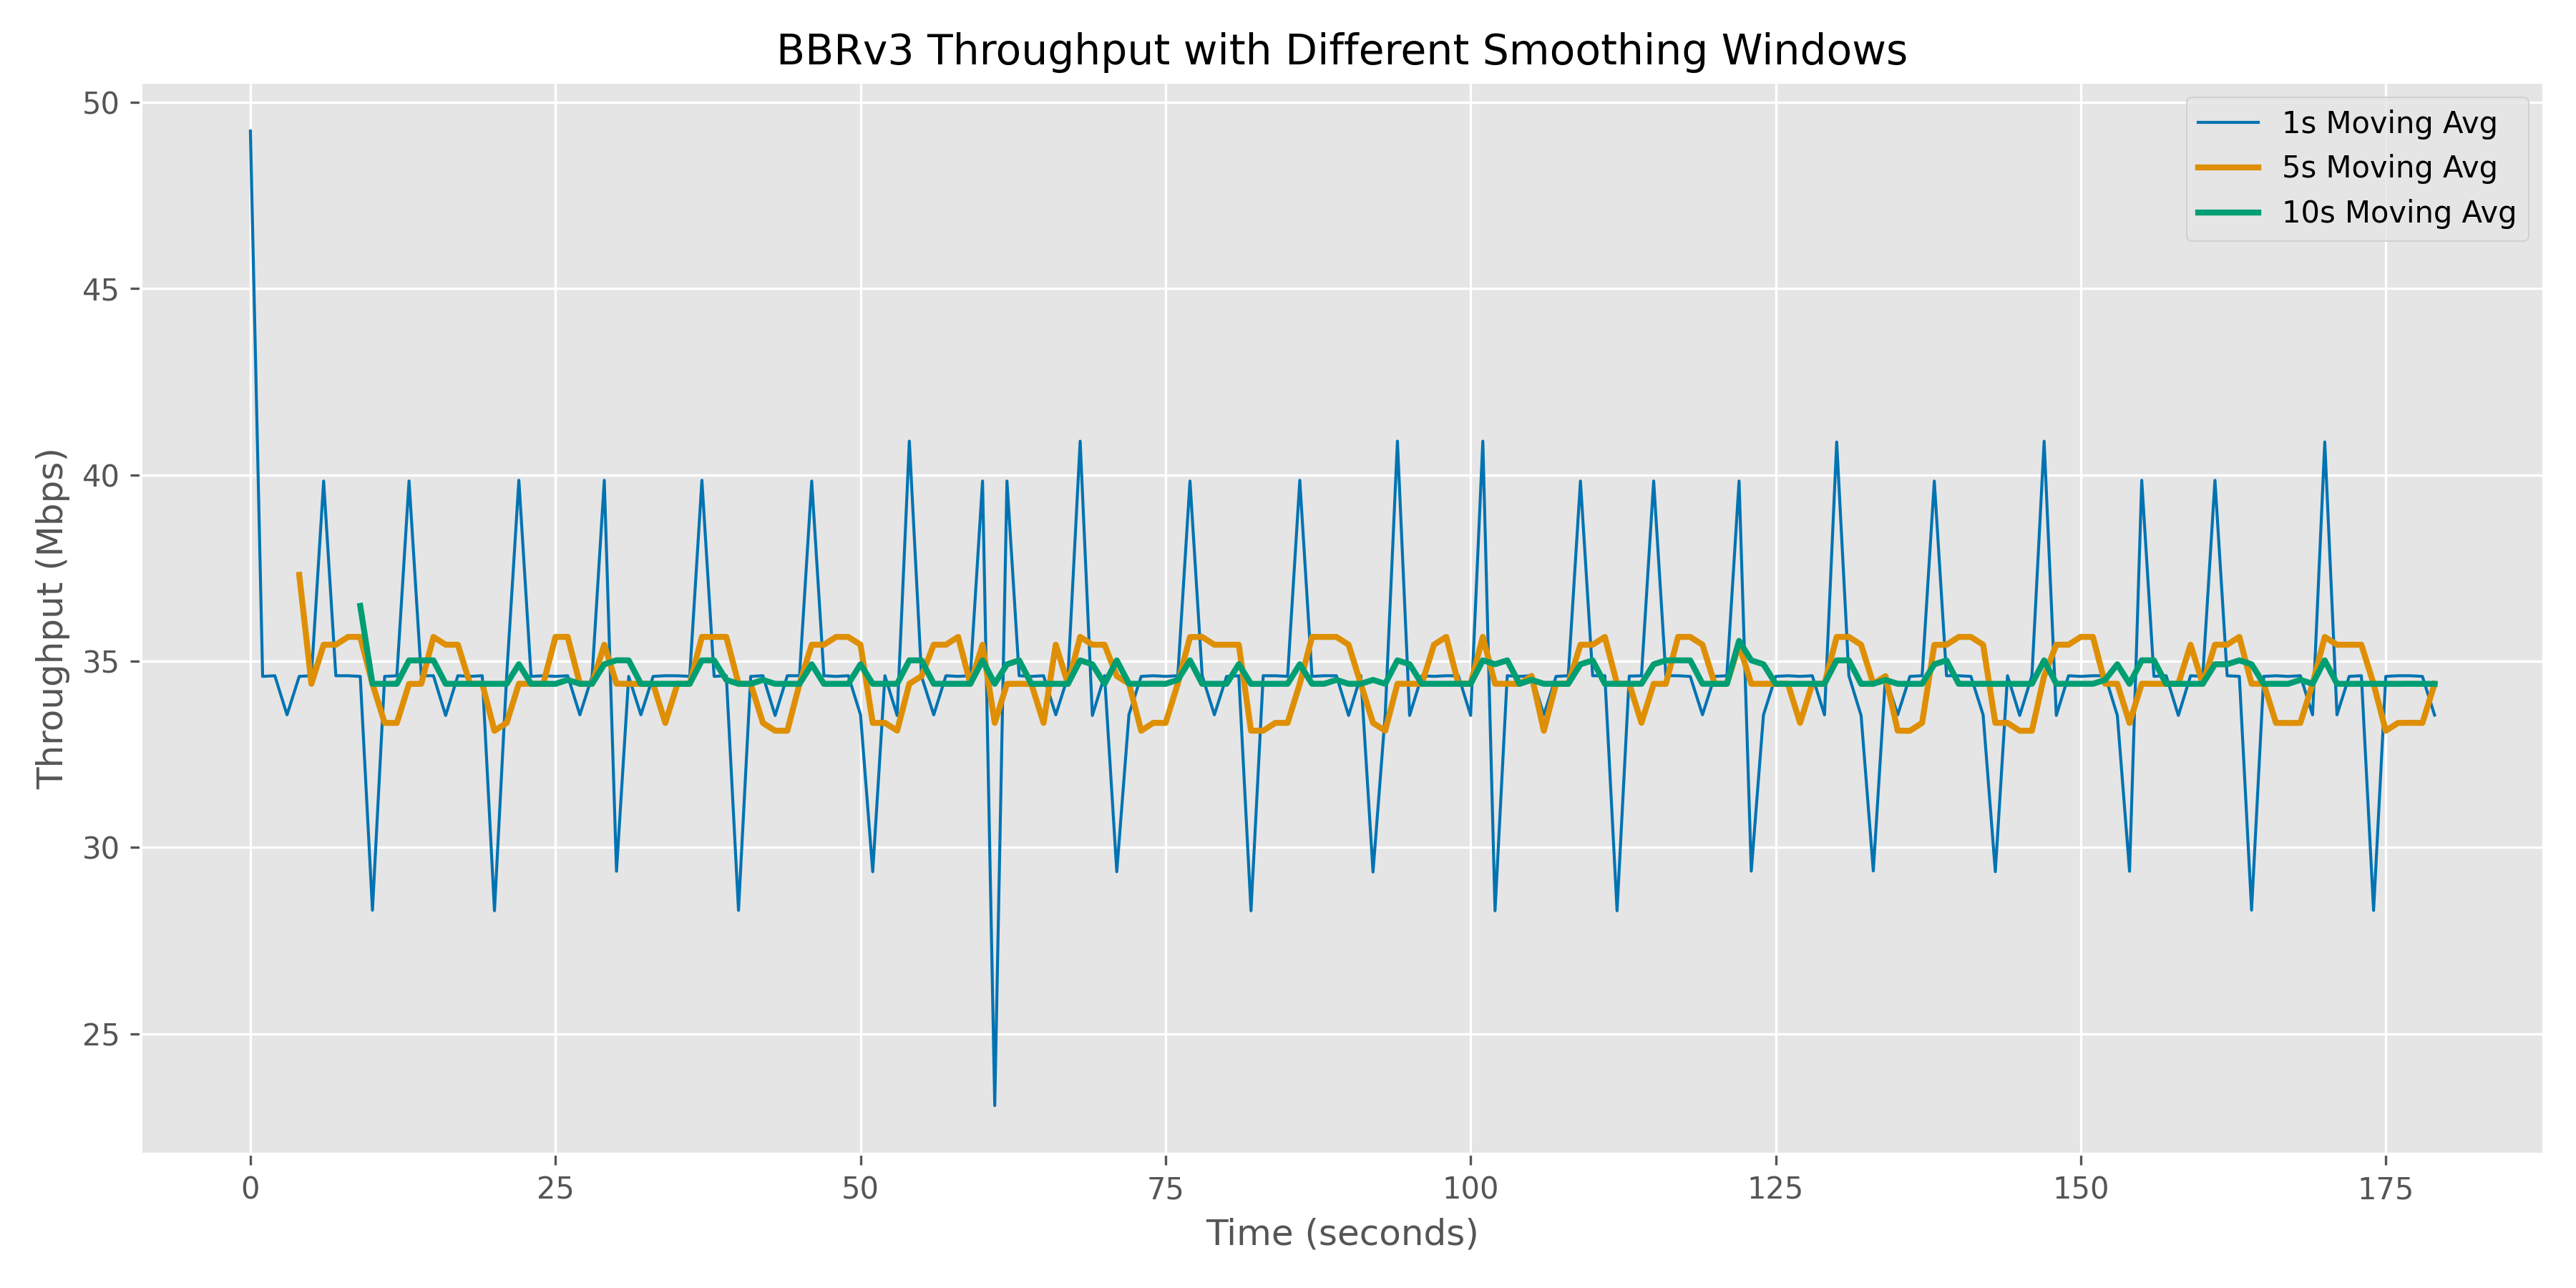 BBRv3 Throughput with Different Smoothing Windows
50
45
40
35
30
25
Throughput (Mbps)
1s Moving Avg
5s Moving Avg
10s Moving Avg
0 25 50 75 100 125 150 175
Time (seconds)